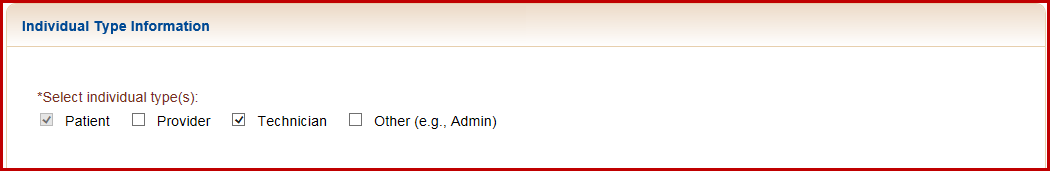 Individual Type Information
*Select individual type(s):
Patient Provider Technician Other (e.g., Admin)